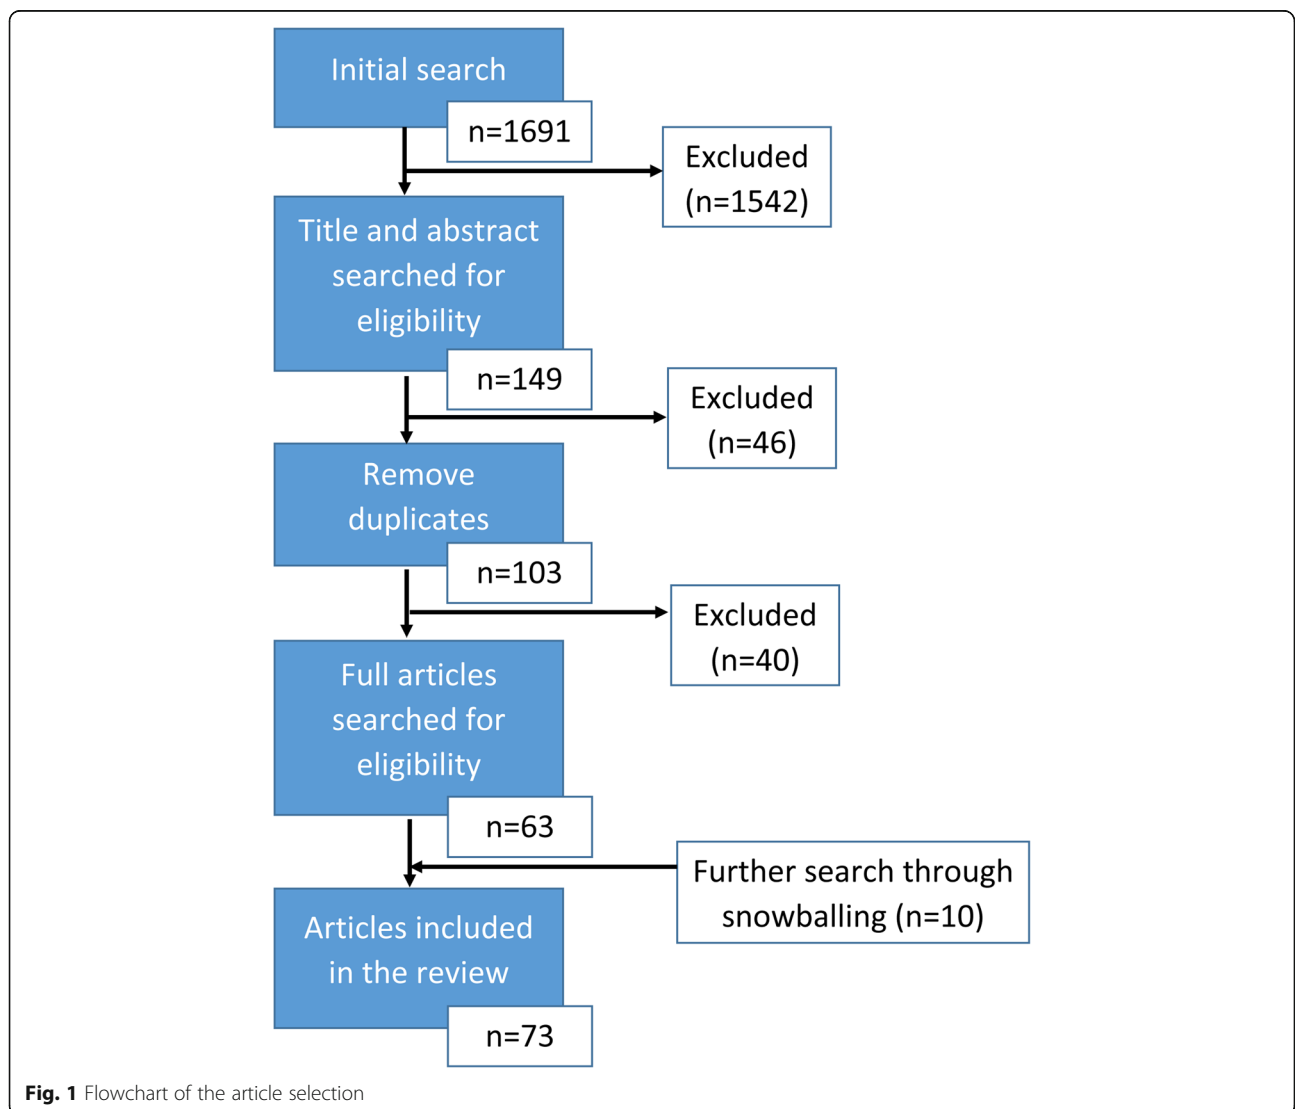 Initial search
n=1691
Excluded
(n=1542)
Title and abstract
searched for
eligibility
n=149
Excluded
(n=46)
Remove
duplicates
n=103
Excluded
(n=40)
Full articles
searched for
eligibility
n=63
Further search through
snowballing (n=10)
Articles included
in the review
n=73
Fig. 1 Flowchart of the article selection